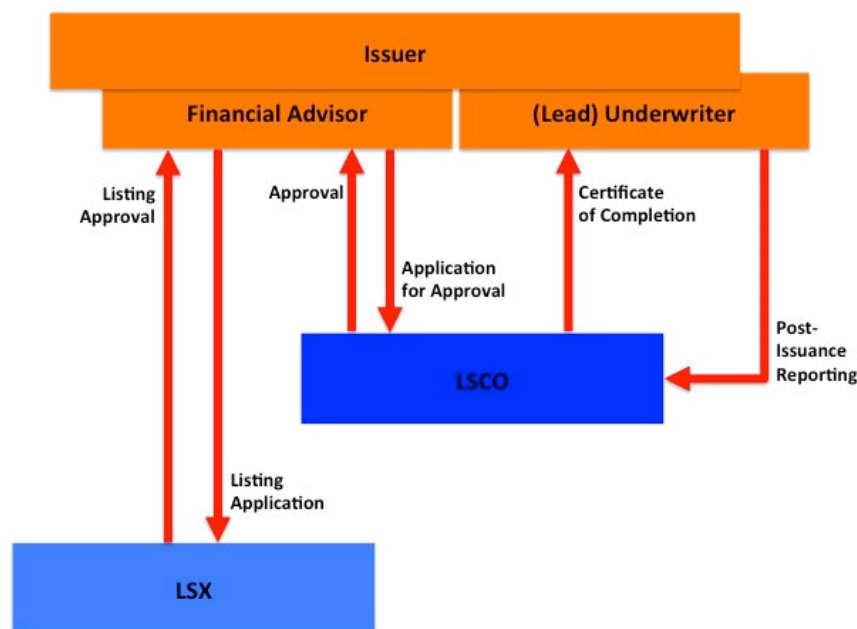 Issuer
Financial Advisor
(Lead) Underwriter
Listing
Approval
Approval
Certificate
of Completion
Application
for Approval
Post-
Issuance
Reporting
LSCO
Listing
Application
LSX